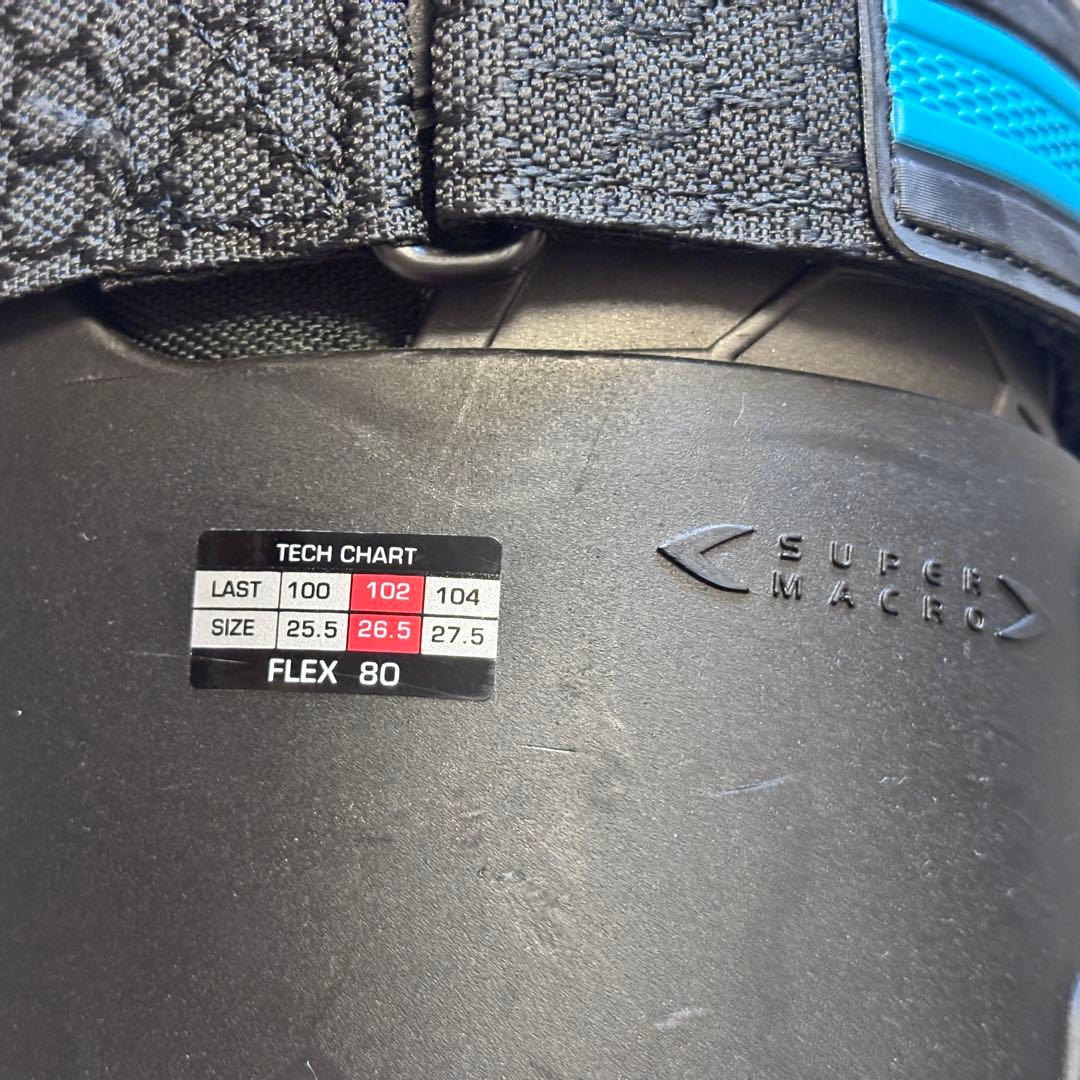 TECH CHART
LAST 100 102 104
SIZE 25.5 26.5 27.5
FLEX 80
SUPER
MACRO